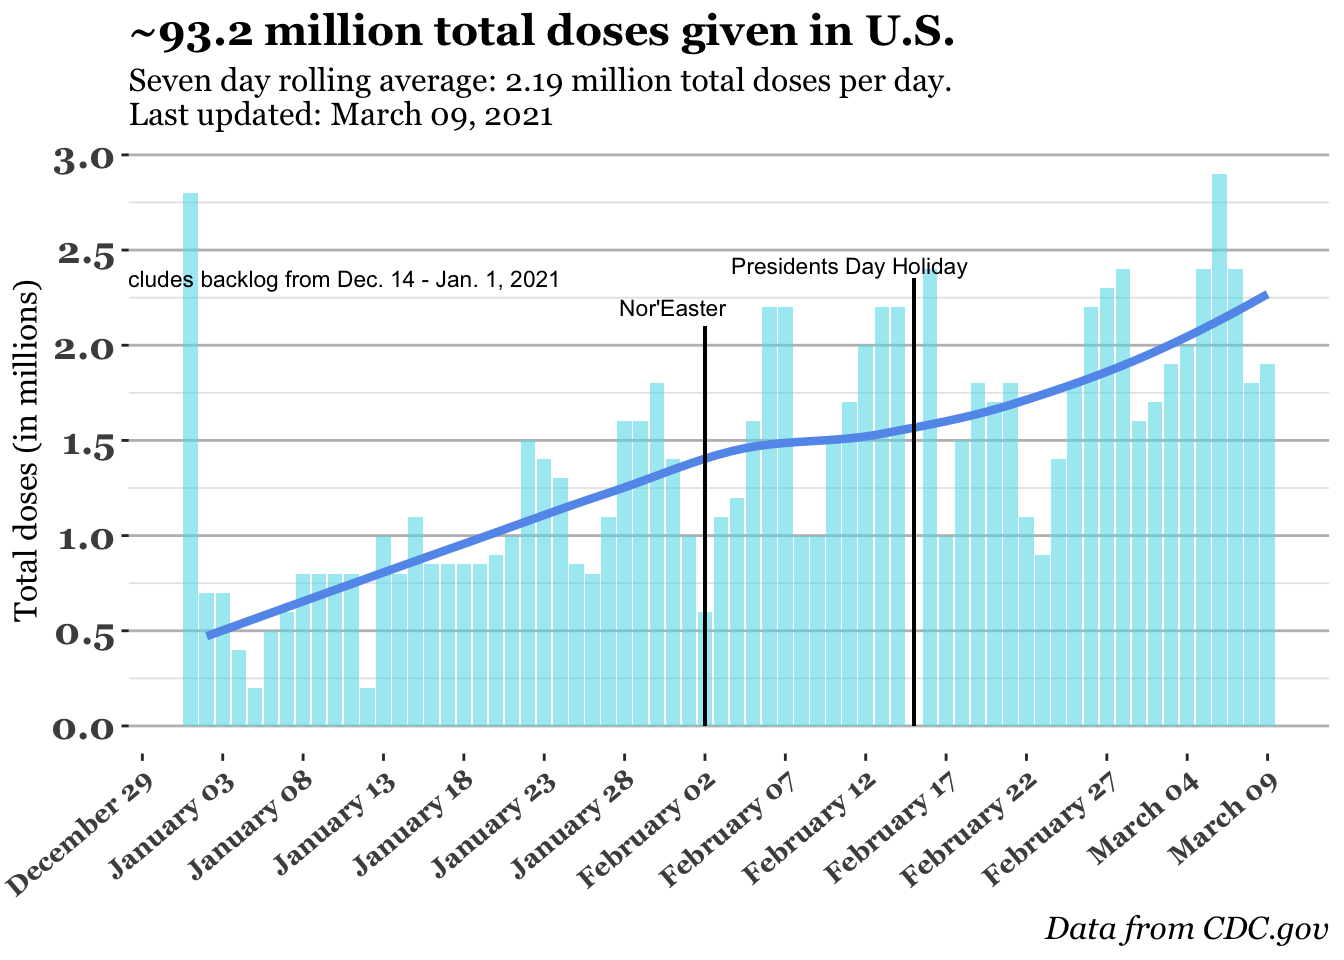 ~93.2 million total doses given in U.S.
Seven day rolling average: 2.19 million total doses per day.
Last updated: March 09, 2021
3.0
2.5
cludes backlog from Dec. 14 - Jan. 1, 2021
Presidents Day Holiday
Nor'Easter
2.0
1.5
1.0
0.5
0.0
Total doses (in millions)
December 29
January 03
January 08
January 13
January 18
January 23
January 28
February 02
February 07
February 12
February 17
February 22
February 27
March 04
March 09
Data from CDC.gov